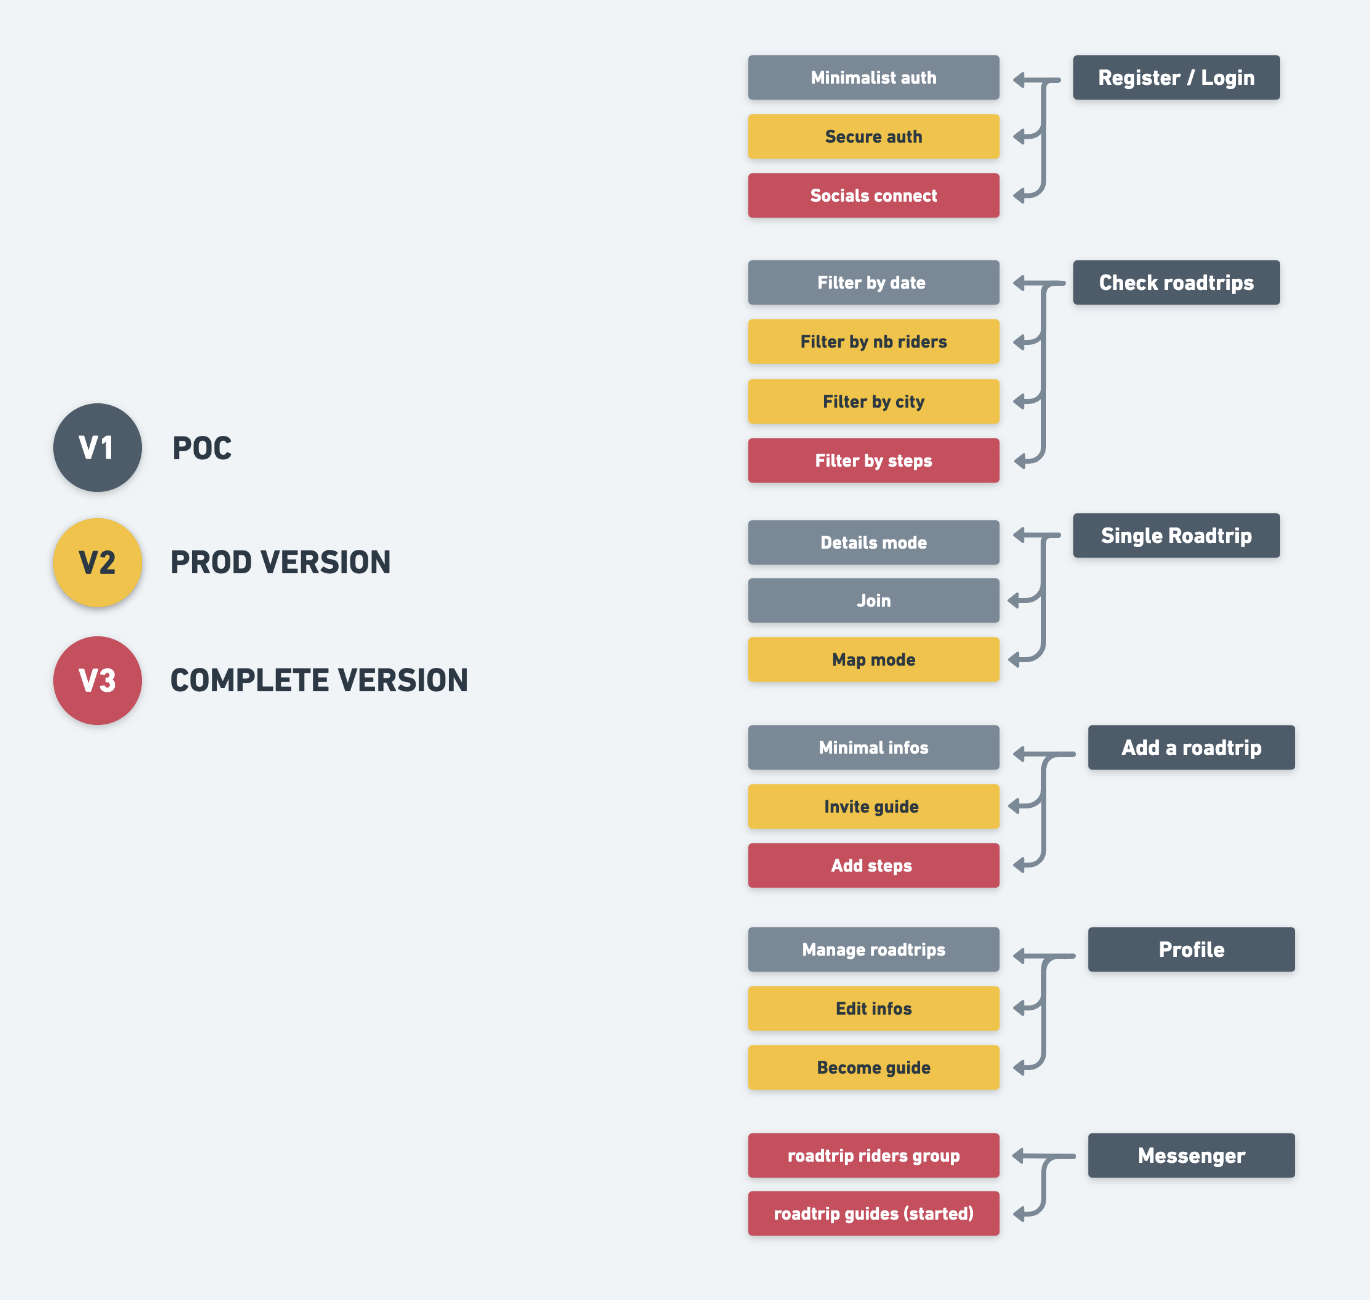 V1
POC
V2
PROD VERSION
V3
COMPLETE VERSION
Register / Login
Minimalist auth
Secure auth
Socials connect
Check roadtrips
Filter by date
Filter by nb riders
Filter by city
Filter by steps
Single Roadtrip
Details mode
Join
Map mode
Add a roadtrip
Minimal infos
Invite guide
Add steps
Profile
Manage roadtrips
Edit infos
Become guide
Messenger
roadtrip riders group
roadtrip guides (started)